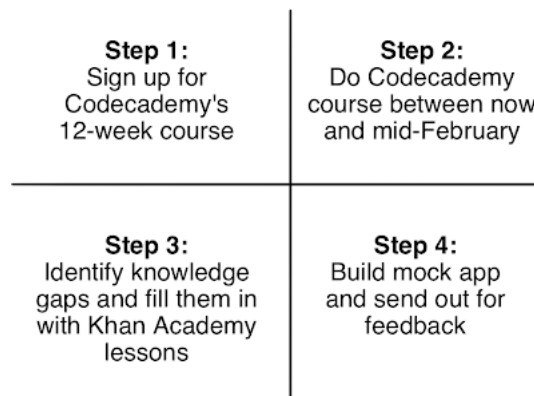 Step 1:
Sign up for
Codecademy's
12-week course
Step 2:
Do Codecademy
course between now
and mid-February
Step 3:
Identify knowledge
gaps and fill them in
with Khan Academy
lessons
Step 4:
Build mock app
and send out for
feedback